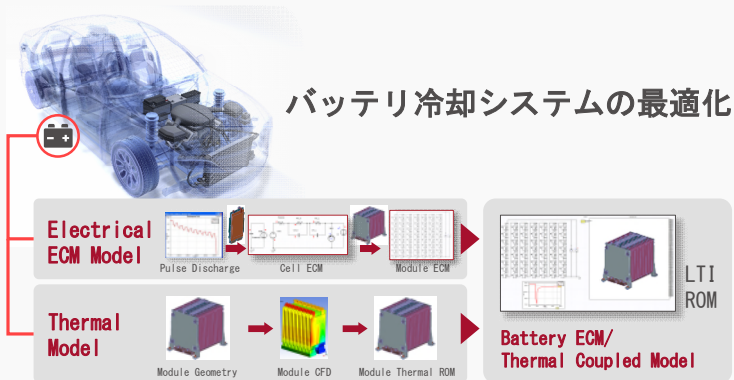 バッテリ冷却システムの最適化
Electrical
ECM Model
Pulse Discharge
Cell ECM
Module ECM
Thermal
Model
Module Geometry
Module CFD
Module Thermal ROM
LTI
ROM
Battery ECM/
Thermal Coupled Model